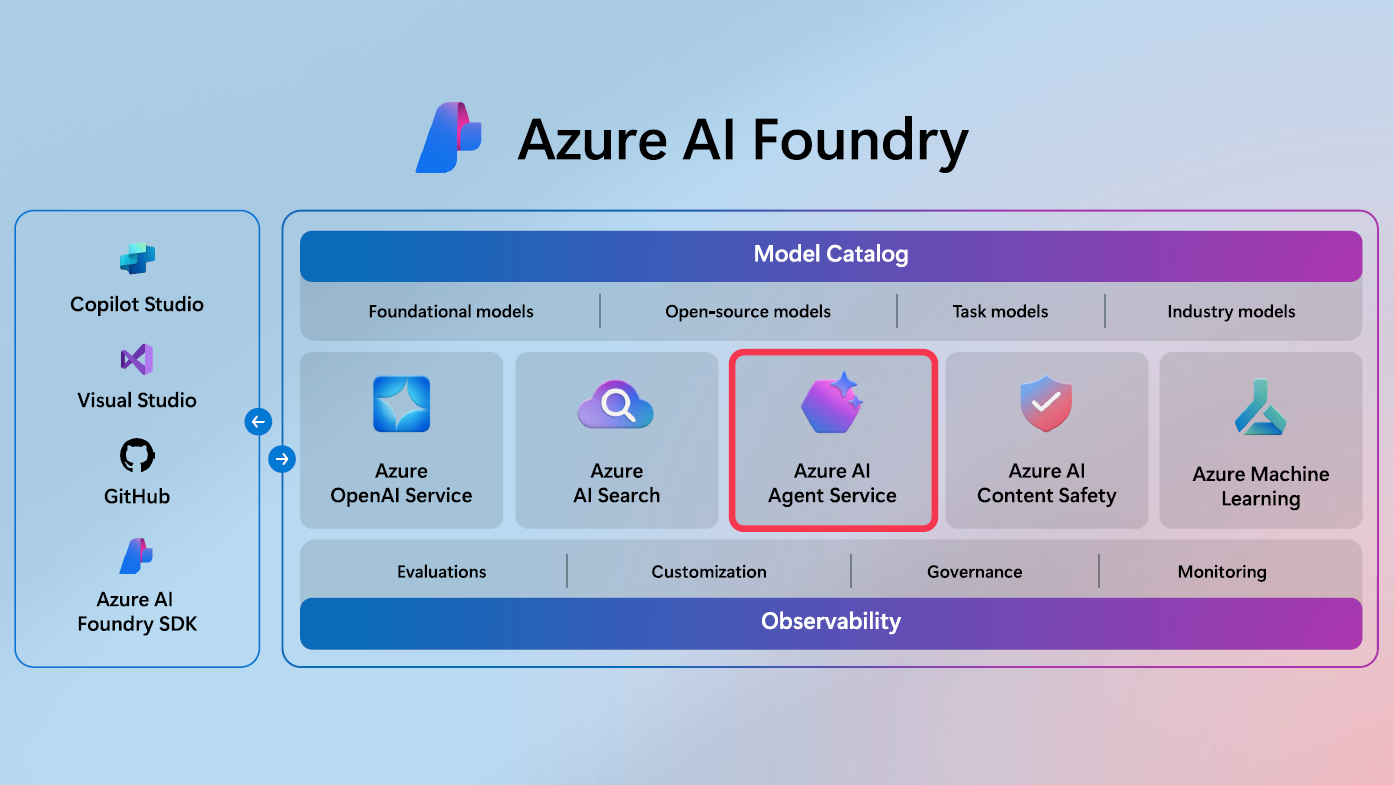 Azure AI Foundry
Copilot Studio
Visual Studio
GitHub
Azure AI
Foundry SDK
Model Catalog
Foundational models
Open-source models
Task models
Industry models
Azure
OpenAI Service
Azure
AI Search
Azure AI
Agent Service
Azure AI
Content Safety
Azure Machine
Learning
Evaluations
Customization
Governance
Monitoring
Observability